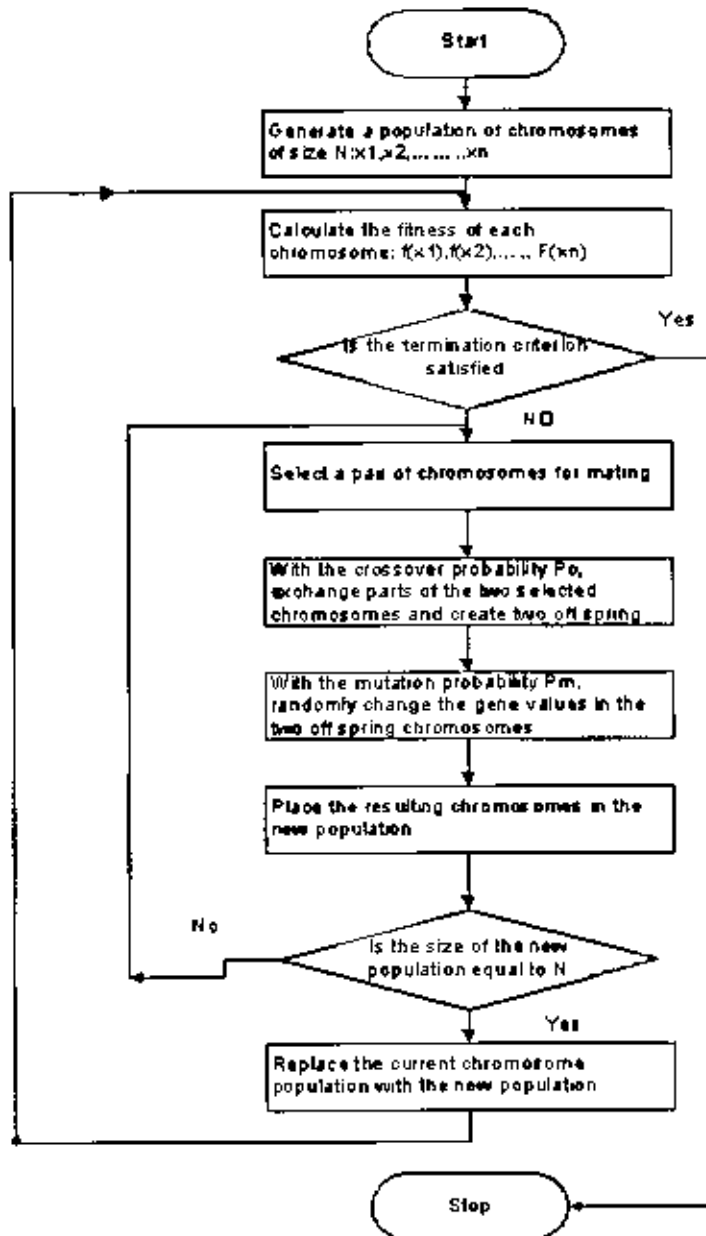 Start
Generate a population of chromosomes
of size N:x1,x2,........,xn
Calculate the fitness of each
chromosome; f(x1),f(x2),....., F(xn)
Yes
Is the termination criterion
satisfied
NO
Select a pair of chromosomes for mating
With the crossover probability Po,
exchange parts of the two selected
chromosomes and create two off spring
With the mutation probability Pm,
randomly change the gene values in the
two off spring chromosomes
Place the resulting chromosomes in the
new population
No
Is the size of the new
population equal to N
Yes
Replace the current chromosome
population with the new population
Stop